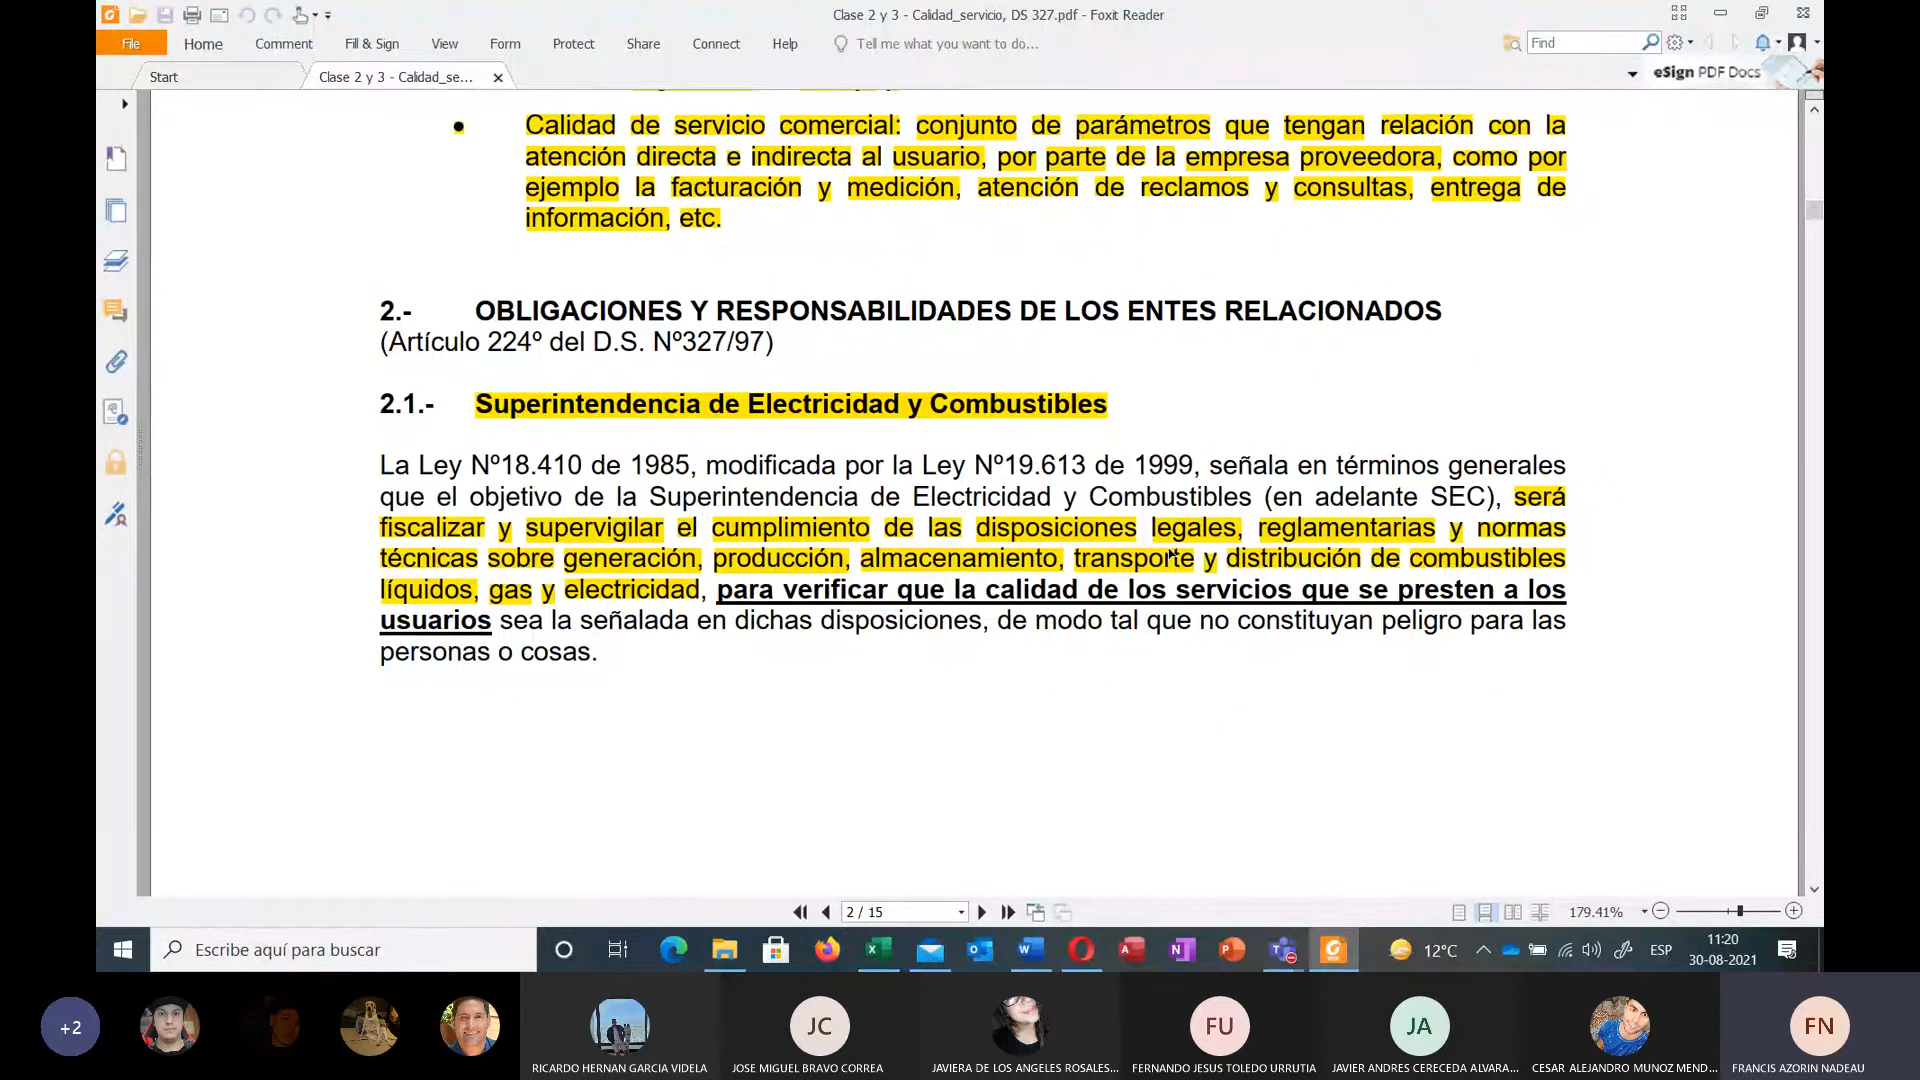 Clase 2 y 3 - Calidad_servicio, DS 327.pdf - Foxit Reader
File Home Comment Fill & Sign View Form Protect Share Connect Help Tell me what you want to do... Find
Start Clase 2 y 3 - Calidad_se... eSign PDF Docs
• Calidad de servicio comercial: conjunto de parámetros que tengan relación con la
atención directa e indirecta al usuario, por parte de la empresa proveedora, como por
ejemplo la facturación y medición, atención de reclamos y consultas, entrega de
información, etc.
2.- OBLIGACIONES Y RESPONSABILIDADES DE LOS ENTES RELACIONADOS
(Artículo 224º del D.S. Nº327/97)
2.1.- Superintendencia de Electricidad y Combustibles
La Ley Nº18.410 de 1985, modificada por la Ley Nº19.613 de 1999, señala en términos generales
que el objetivo de la Superintendencia de Electricidad y Combustibles (en adelante SEC), será
fiscalizar y supervigilar el cumplimiento de las disposiciones legales, reglamentarias y normas
técnicas sobre generación, producción, almacenamiento, transporte y distribución de combustibles
líquidos, gas y electricidad, para verificar que la calidad de los servicios que se presten a los
usuarios sea la señalada en dichas disposiciones, de modo tal que no constituyan peligro para las
personas o cosas.
2 / 15 179.41%
Escribe aquí para buscar 12°C ESP 11:20
30-08-2021
+2 JC FU JA FN
RICARDO HERNAN GARCIA VIDELA JOSE MIGUEL BRAVO CORREA JAVIERA DE LOS ANGELES ROSALES... FERNANDO JESUS TOLEDO URRUTIA JAVIER ANDRES CERECEDA ALVARA... CESAR ALEJANDRO MUNOZ MEND... FRANCIS AZORIN NADEAU